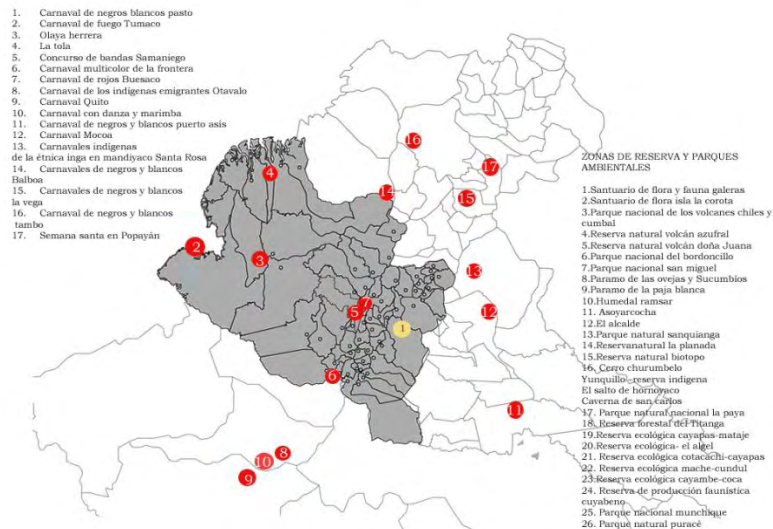 1. Carnaval de negros blancos pasto
2. Carnaval de fuego Tumaco
3. Olaya herrera
4. La tola
5. Concurso de bandas Samaniego
6. Carnaval multicolor de la frontera
7. Carnaval de rojos Buesaco
8. Carnaval de los indígenas emigrantes Otavalo
9. Carnaval Quito
10. Carnaval con danza y marimba
11. Carnaval de negros y blancos puerto asis
12. Carnaval Mocoa
13. Carnavales indígenas
de la étnica inga en mandiyaco Santa Rosa
14. Carnavales de negros y blancos
Balboa
15. Carnavales de negros y blancos
la vega
16. Carnaval de negros y blancos
tambo
17. Semana santa en Popayán
16
17
4
14
15
2
3
13
7
5
12
1
6
11
8
10
9
ZONAS DE RESERVA Y PARQUES
AMBIENTALES
1.Santuario de flora y fauna galeras
2.Santuario de flora isla la corota
3.Parque nacional de los volcanes chiles y
cumbal
4.Reserva natural volcán azufral
5.Reserva natural volcán doña Juana
6.Parque nacional del bordoncillo
7.Parque nacional san miguel
8.Paramo de las ovejas y Sucumbios
9.Paramo de la paja blanca
10.Humedal ramsar
11. Asoyarcocha
12.El alcalde
13.Parque natural sanquianga
14.Reservanatural la planada
15.Reserva natural biotopo
16. Cerro churumbelo
Yunquillo -reserva indigena
El salto de hornoyaco
Caverna de san carlos
17. Parque natural nacional la paya
18. Reserva forestal del Titanga
19.Reserva ecológica cayapas-mataje
20.Reserva ecológica- el algel
21. Reserva ecológica cotacachi-cayapas
22. Reserva ecológica mache-cundul
23.Reserva ecológica cayambe-coca
24. Reserva de producción faunística
cuyabeno
25. Parque nacional munchique
26. Parque natural puracé